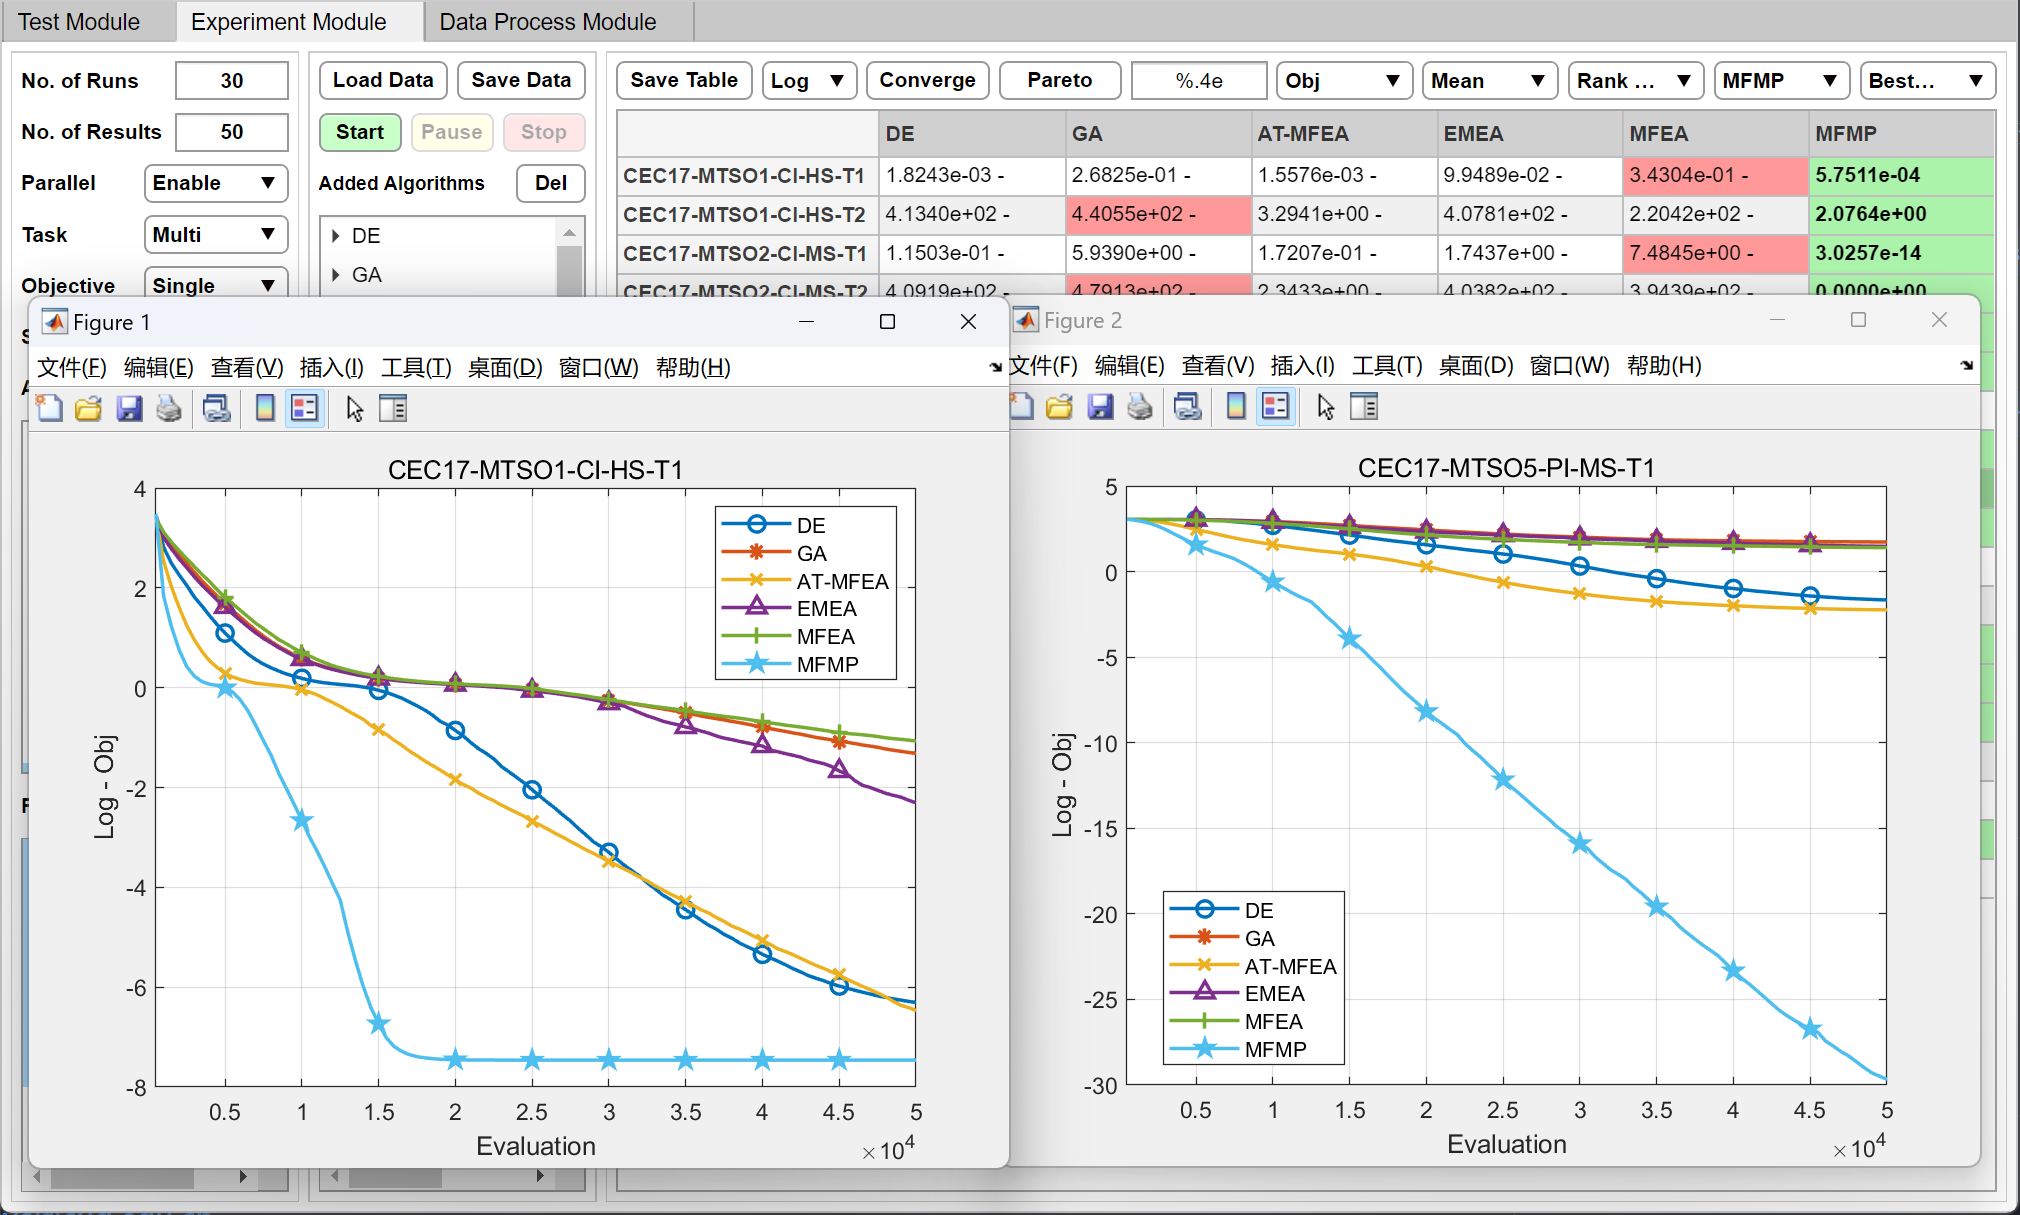 Test Module Experiment Module Data Process Module
No. of Runs 30 Load Data Save Data Save Table Log Converge Pareto %.4e Obj Mean Rank ... MFMP Best...
No. of Results 50 Start Pause Stop
DE GA AT-MFEA EMEA MFEA MFMP
Parallel Enable Added Algorithms Del
CEC17-MTSO1-CI-HS-T1 1.8243e-03 - 2.6825e-01 - 1.5576e-03 - 9.9489e-02 - 3.4304e-01 - 5.7511e-04
CEC17-MTSO1-CI-HS-T2 4.1340e+02 - 4.4055e+02 - 3.2941e+00 - 4.0781e+02 - 2.2042e+02 - 2.0764e+00
Task Multi DE
CEC17-MTSO2-CI-MS-T1 1.1503e-01 - 5.9390e+00 - 1.7207e-01 - 1.7437e+00 - 7.4845e+00 - 3.0257e-14
Objective Single GA
CEC17-MTSO2-CI-MS-T2 4.0919e+02 - 4.7913e+02 - 2.3433e+00 - 4.0382e+02 - 3.9439e+02 - 0.0000e+00
Figure 1
文件(F) 编辑(E) 查看(V) 插入(I) 工具(T) 桌面(D) 窗口(W) 帮助(H)
CEC17-MTSO1-CI-HS-T1
4
2
0
-2
-4
-6
-8
Log - Obj
DE
GA
AT-MFEA
EMEA
MFEA
MFMP
0.5 1 1.5 2 2.5 3 3.5 4 4.5 5
Evaluation
×10^4
Figure 2
文件(F) 编辑(E) 查看(V) 插入(I) 工具(T) 桌面(D) 窗口(W) 帮助(H)
CEC17-MTSO5-PI-MS-T1
5
0
-5
-10
-15
-20
-25
-30
Log - Obj
DE
GA
AT-MFEA
EMEA
MFEA
MFMP
0.5 1 1.5 2 2.5 3 3.5 4 4.5 5
Evaluation
×10^4